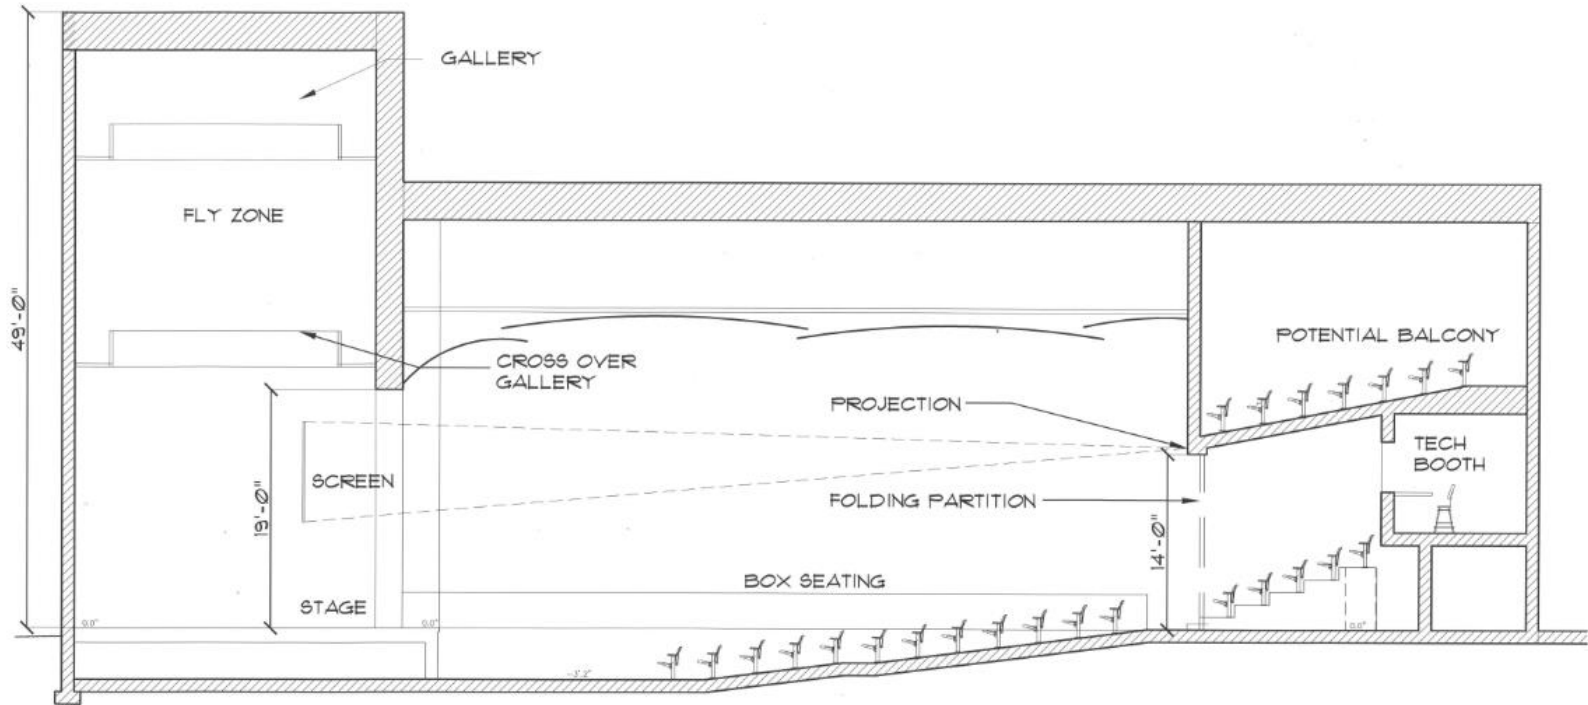 GALLERY
FLY ZONE
49'-0"
CROSS OVER
GALLERY
POTENTIAL BALCONY
PROJECTION
TECH
BOOTH
SCREEN
19'-0"
FOLDING PARTITION
14'-0"
BOX SEATING
STAGE
0.0"
0.0"
0.0"